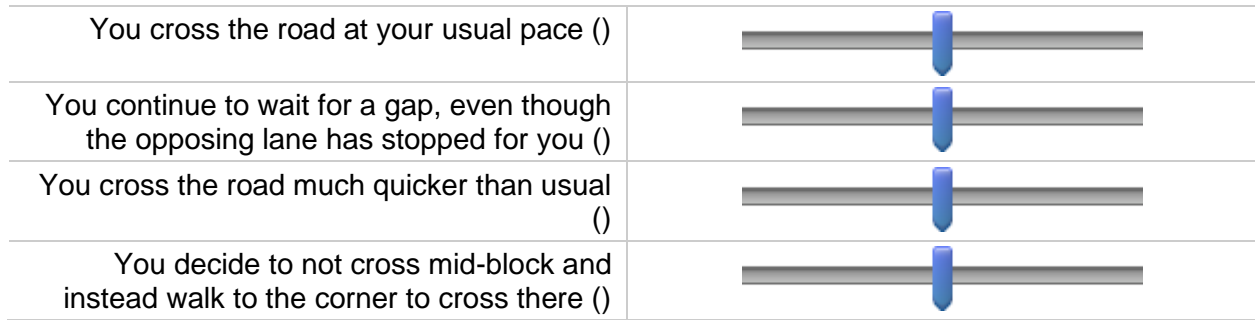 You cross the road at your usual pace ()
You continue to wait for a gap, even though
the opposing lane has stopped for you ()
You cross the road much quicker than usual
()
You decide to not cross mid-block and
instead walk to the corner to cross there ()